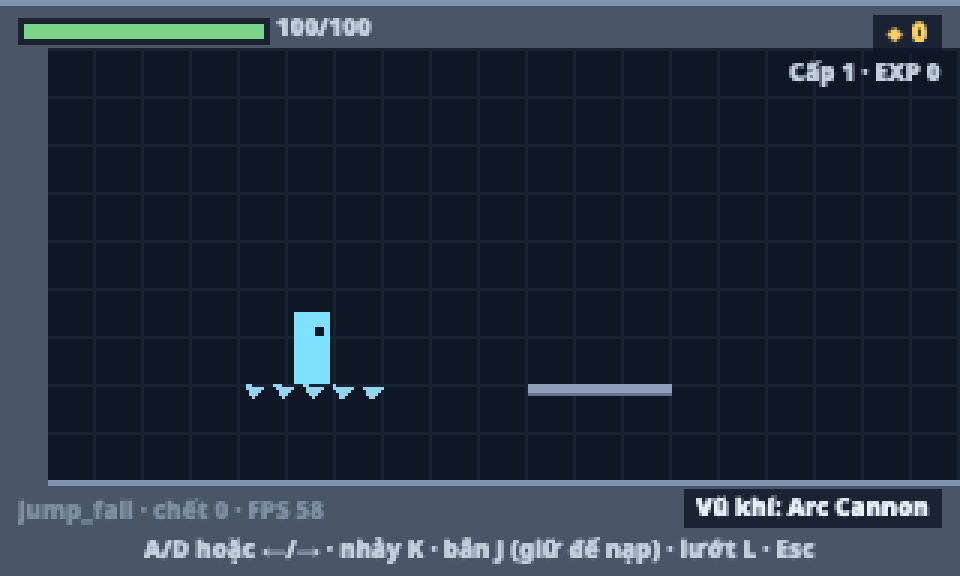 100/100
0
Cấp 1 · EXP 0
jump_fall · chết 0 · FPS 58
Vũ khí: Arc Cannon
A/D hoặc ←/→ · nhảy K · bắn J (giữ để nạp) · lướt L · Esc